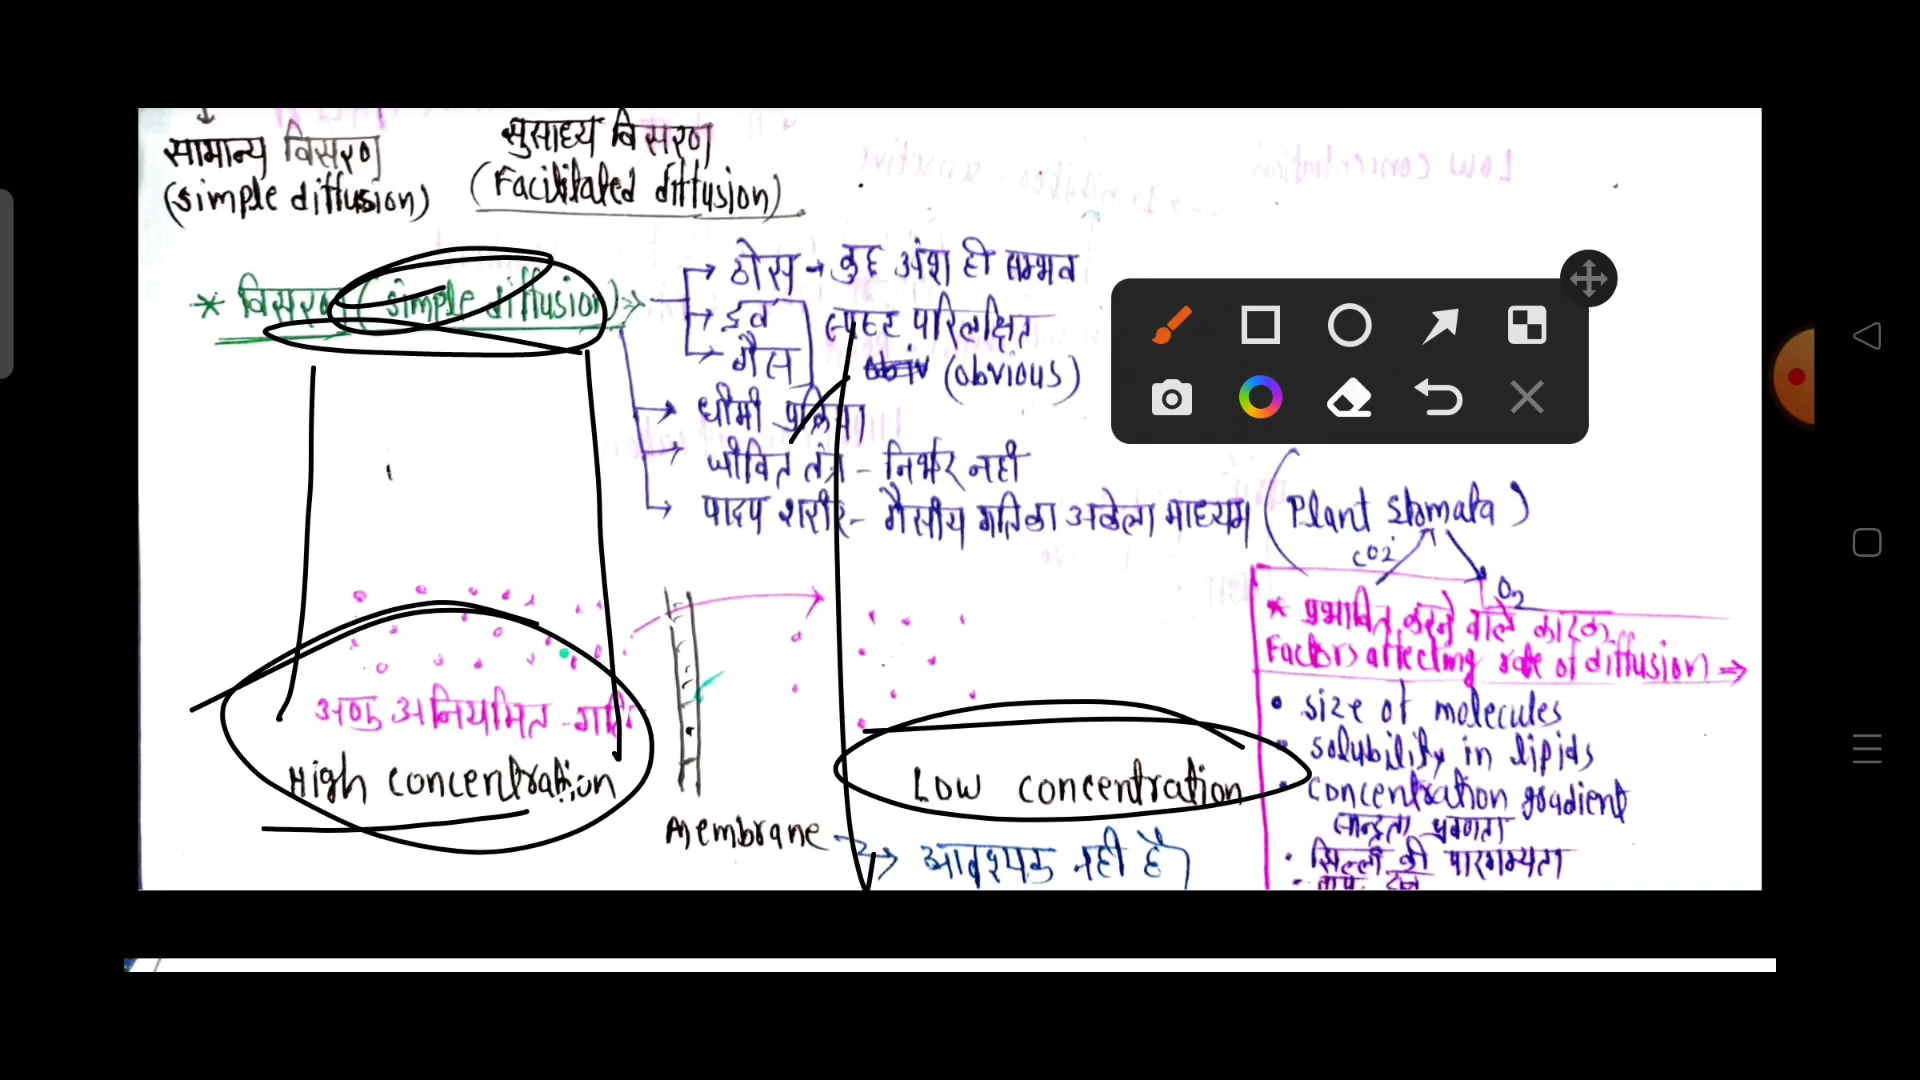 सामान्य विसरण
(simple diffusion)
सुसाध्य विसरण
(Facilitated diffusion)
* विसरण (simple diffusion)
ठोस → कुछ अंश ही सम्भव
द्रव
गैस
स्पष्ट परिलक्षित
(obvious)
धीमी प्रक्रिया
जीवित तंत्र - निर्भर नही
पादप शरीर - गैसीय गति का अकेला माध्यम (Plant Stomata)
CO2
O2
* प्रभावित करने वाले कारक
Factors affecting rate of diffusion →
• size of molecules
• solubility in lipids
• concentration gradient
सान्द्रता प्रवणता
• झिल्ली की पारगम्यता
अणु अनियमित - गति
High concentration
Membrane → आवश्यक नही है
Low concentration